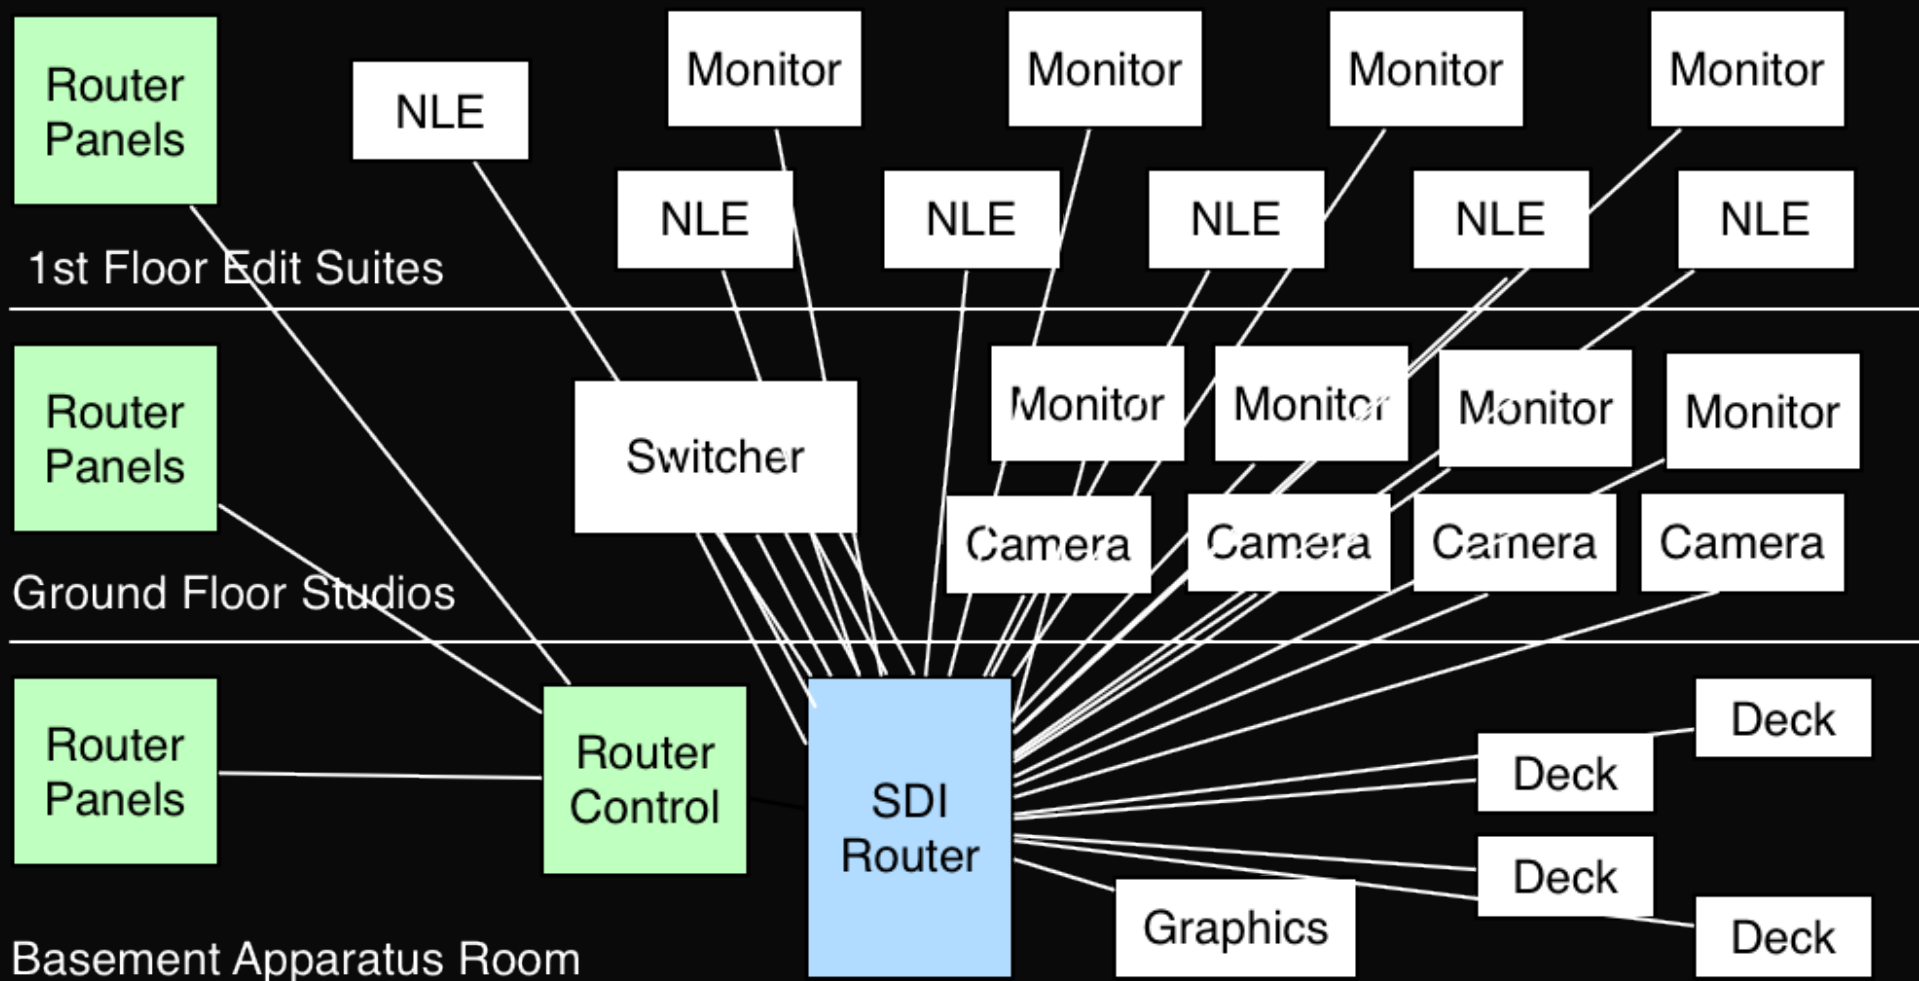 Router
Panels
NLE
Monitor
Monitor
Monitor
Monitor
NLE
NLE
NLE
NLE
NLE
1st Floor Edit Suites
Router
Panels
Switcher
Monitor
Monitor
Monitor
Monitor
Camera
Camera
Camera
Camera
Ground Floor Studios
Router
Panels
Router
Control
SDI
Router
Deck
Deck
Deck
Deck
Graphics
Basement Apparatus Room